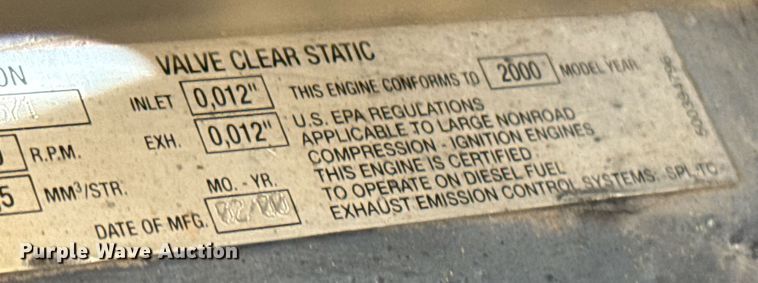 ON
VALVE CLEAR STATIC
INLET 0,012"
EXH. 0,012"
R.P.M.
5 MM³/STR.
MO. - YR.
DATE OF MFG. 02/00
THIS ENGINE CONFORMS TO 2000 MODEL YEAR
U.S. EPA REGULATIONS
APPLICABLE TO LARGE NONROAD
COMPRESSION - IGNITION ENGINES
THIS ENGINE IS CERTIFIED
TO OPERATE ON DIESEL FUEL
EXHAUST EMISSION CONTROL SYSTEMS: SPL, TC
Purple Wave Auction